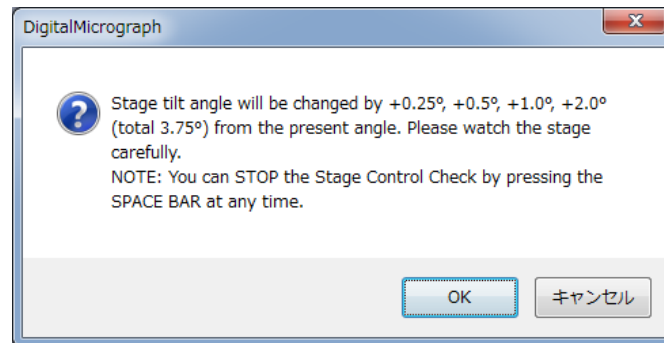 DigitalMicrograph
Stage tilt angle will be changed by +0.25º, +0.5º, +1.0º, +2.0º
(total 3.75º) from the present angle. Please watch the stage
carefully.
NOTE: You can STOP the Stage Control Check by pressing the
SPACE BAR at any time.
OK
キャンセル